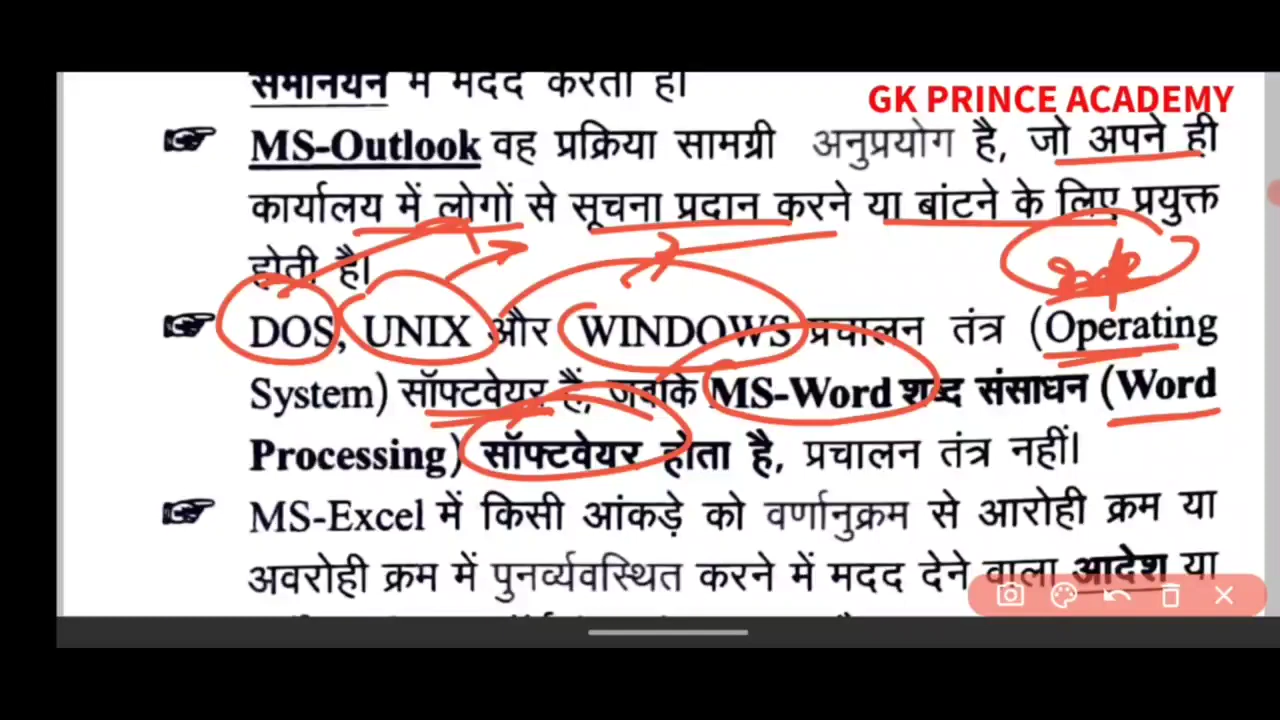 समानयन में मदद करता है।
GK PRINCE ACADEMY
MS-Outlook वह प्रक्रिया सामग्री अनुप्रयोग है, जो अपने ही
कार्यालय में लोगों से सूचना प्रदान करने या बांटने के लिए प्रयुक्त
होती है।
DOS, UNIX और WINDOWS प्रचालन तंत्र (Operating
System) सॉफ्टवेयर हैं, जबकि MS-Word शब्द संसाधन (Word
Processing) सॉफ्टवेयर होता है, प्रचालन तंत्र नहीं।
MS-Excel में किसी आंकड़े को वर्णानुक्रम से आरोही क्रम या
अवरोही क्रम में पुनर्व्यवस्थित करने में मदद देने वाला आदेश या